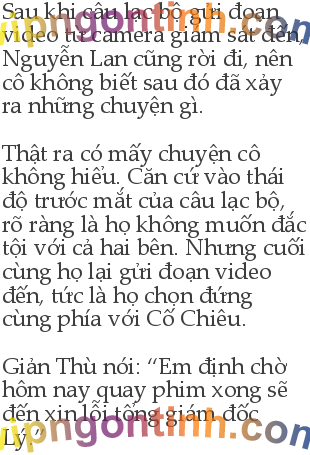 Sau khi câu lạc bộ gửi đoạn
video từ camera giám sát đến,
Nguyễn Lan cũng rời đi, nên
cô không biết sau đó đã xảy
ra những chuyện gì.
Thật ra có mấy chuyện cô
không hiểu. Căn cứ vào thái
độ trước mắt của câu lạc bộ,
rõ ràng là họ không muốn đắc
tội với cả hai bên. Nhưng cuối
cùng họ lại gửi đoạn video
đến, tức là họ chọn đứng
cùng phía với Cố Chiêu.
Giản Thù nói: “Em định chờ
hôm nay quay phim xong sẽ
đến xin lỗi tổng giám đốc
Lý.”
vipngontinh.com
vipngontinh.com